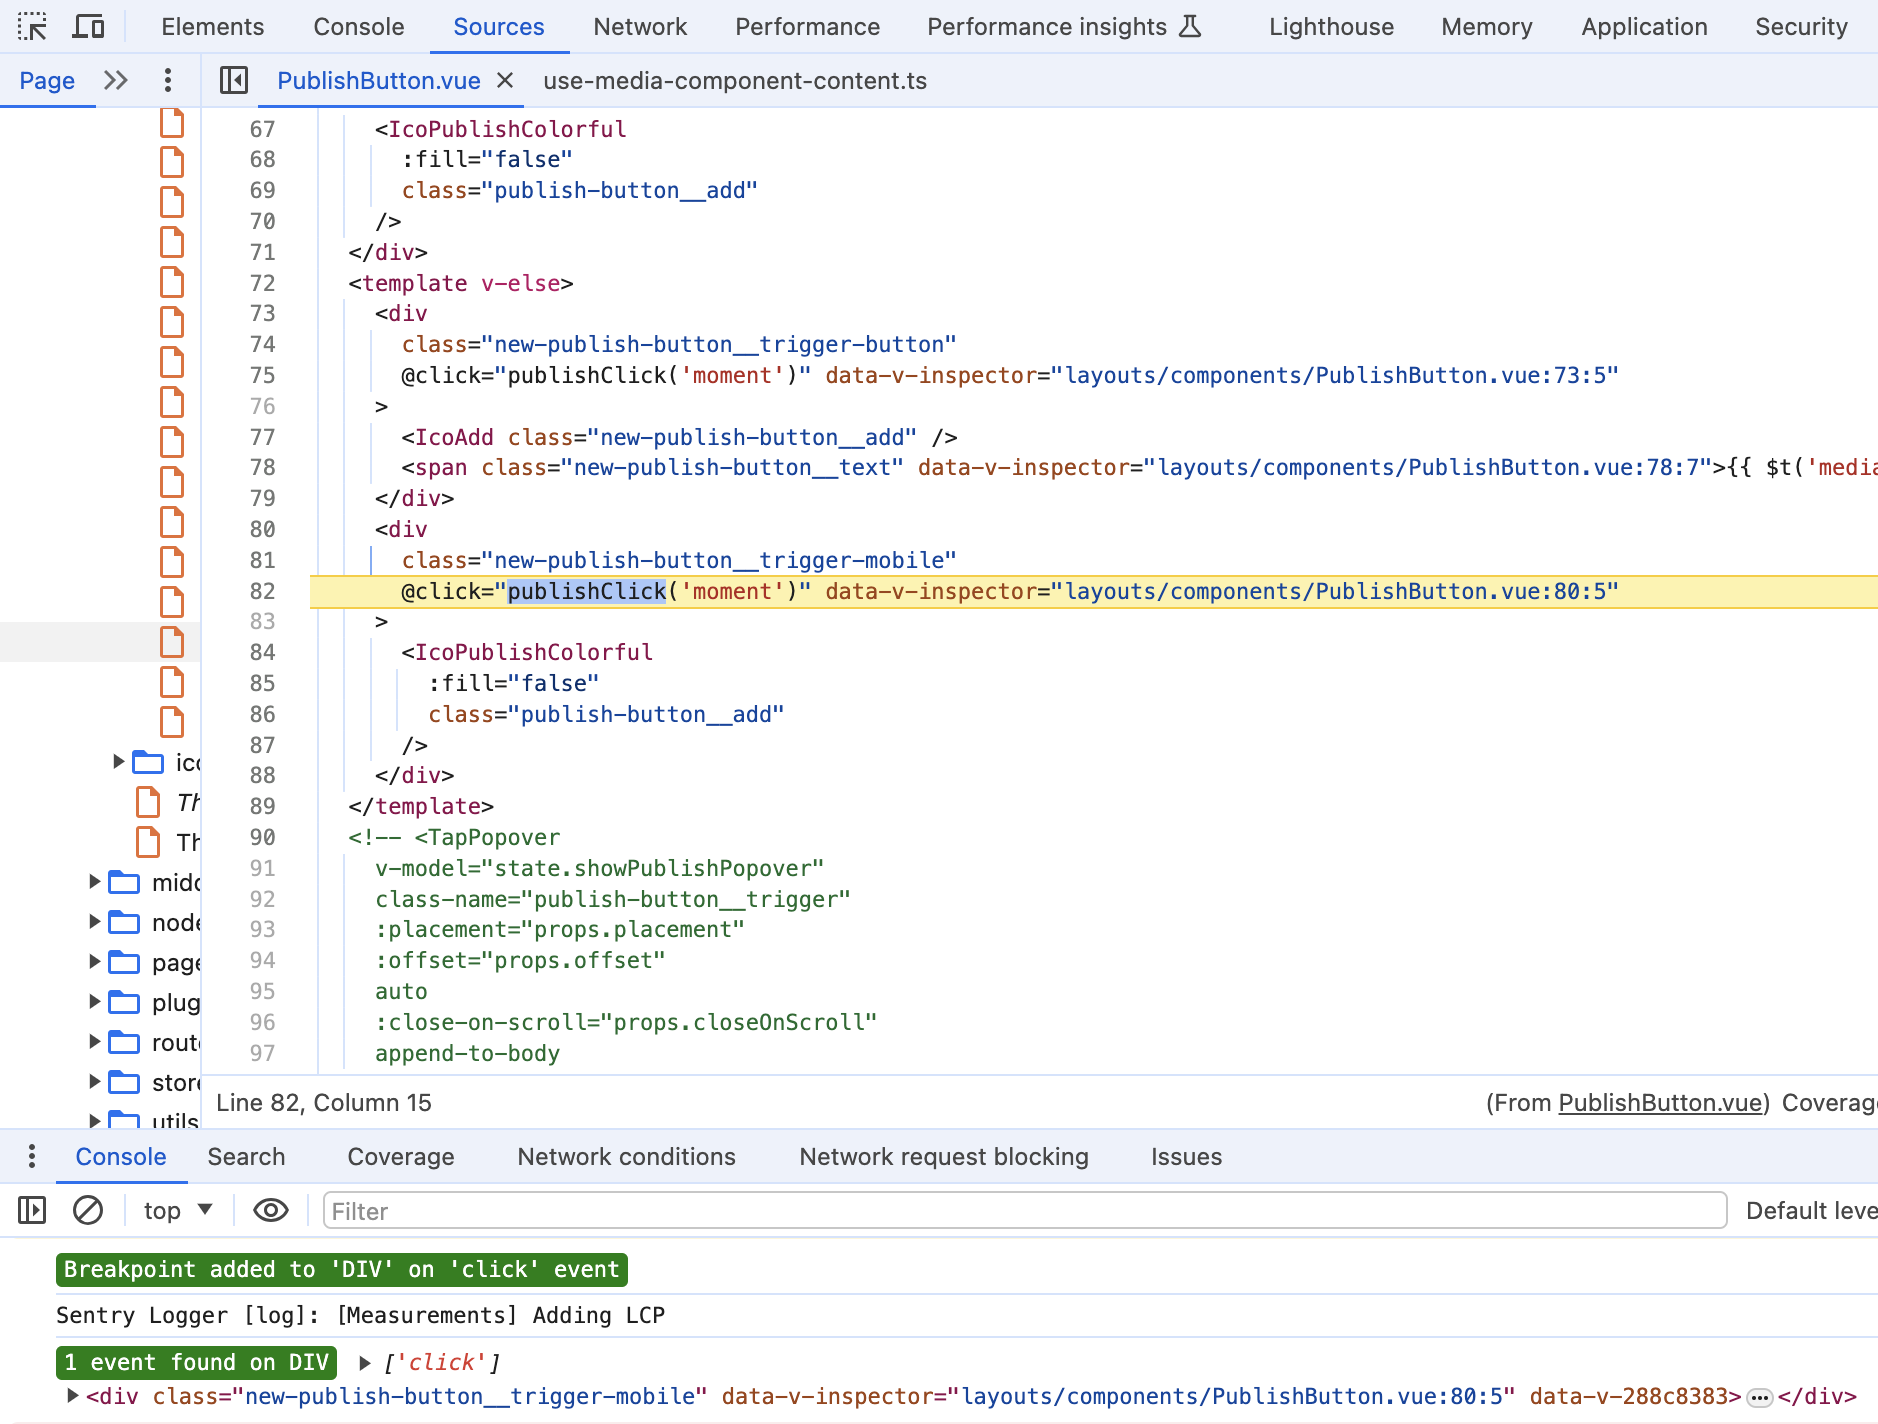 Elements Console Sources Network Performance Performance insights Lighthouse Memory Application Security
Page PublishButton.vue use-media-component-content.ts
67 <IcoPublishColorful
68 :fill="false"
69 class="publish-button__add"
70 />
71 </div>
72 <template v-else>
73 <div
74 class="new-publish-button__trigger-button"
75 @click="publishClick('moment')" data-v-inspector="layouts/components/PublishButton.vue:73:5"
76 >
77 <IcoAdd class="new-publish-button__add" />
78 <span class="new-publish-button__text" data-v-inspector="layouts/components/PublishButton.vue:78:7">{{ $t('media
79 </div>
80 <div
81 class="new-publish-button__trigger-mobile"
82 @click="publishClick('moment')" data-v-inspector="layouts/components/PublishButton.vue:80:5"
83 >
84 <IcoPublishColorful
85 :fill="false"
86 class="publish-button__add"
87 />
88 </div>
89 </template>
90 <!-- <TapPopover
91 v-model="state.showPublishPopover"
92 class-name="publish-button__trigger"
93 :placement="props.placement"
94 :offset="props.offset"
95 auto
96 :close-on-scroll="props.closeOnScroll"
97 append-to-body
ico
Th
Th
midd
node
page
plug
route
store
utils
Line 82, Column 15 (From PublishButton.vue) Coverage
Console Search Coverage Network conditions Network request blocking Issues
top Filter Default leve
Breakpoint added to 'DIV' on 'click' event
Sentry Logger [log]: [Measurements] Adding LCP
1 event found on DIV ['click']
<div class="new-publish-button__trigger-mobile" data-v-inspector="layouts/components/PublishButton.vue:80:5" data-v-288c8383>…</div>